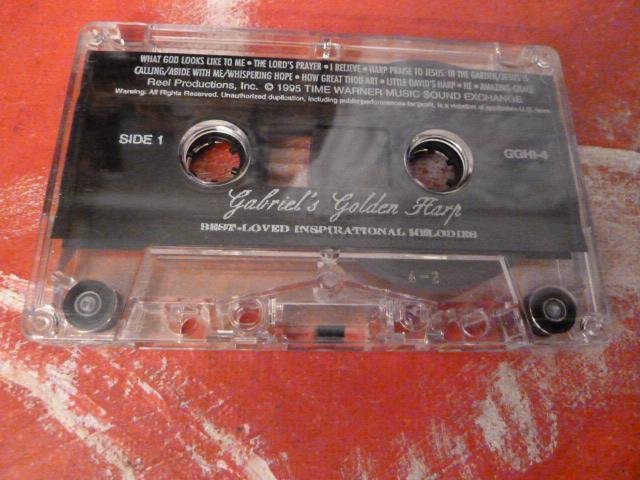 WHAT GOD LOOKS LIKE TO ME • THE LORD'S PRAYER • I BELIEVE • HARP PRAISE TO JESUS: IN THE GARDEN/JESUS IS
CALLING/ABIDE WITH ME/WHISPERING HOPE • HOW GREAT THOU ART • LITTLE DAVID'S HARP • HE • AMAZING GRACE
Reel Productions, Inc. © 1995 TIME WARNER MUSIC SOUND EXCHANGE
Warning: All Rights Reserved. Unauthorized duplication, including public performances for profit, is a violation of applicable U.S. laws.
SIDE 1
GGHI-4
Gabriel's Golden Harp
BEST-LOVED INSPIRATIONAL MELODIES
4-2